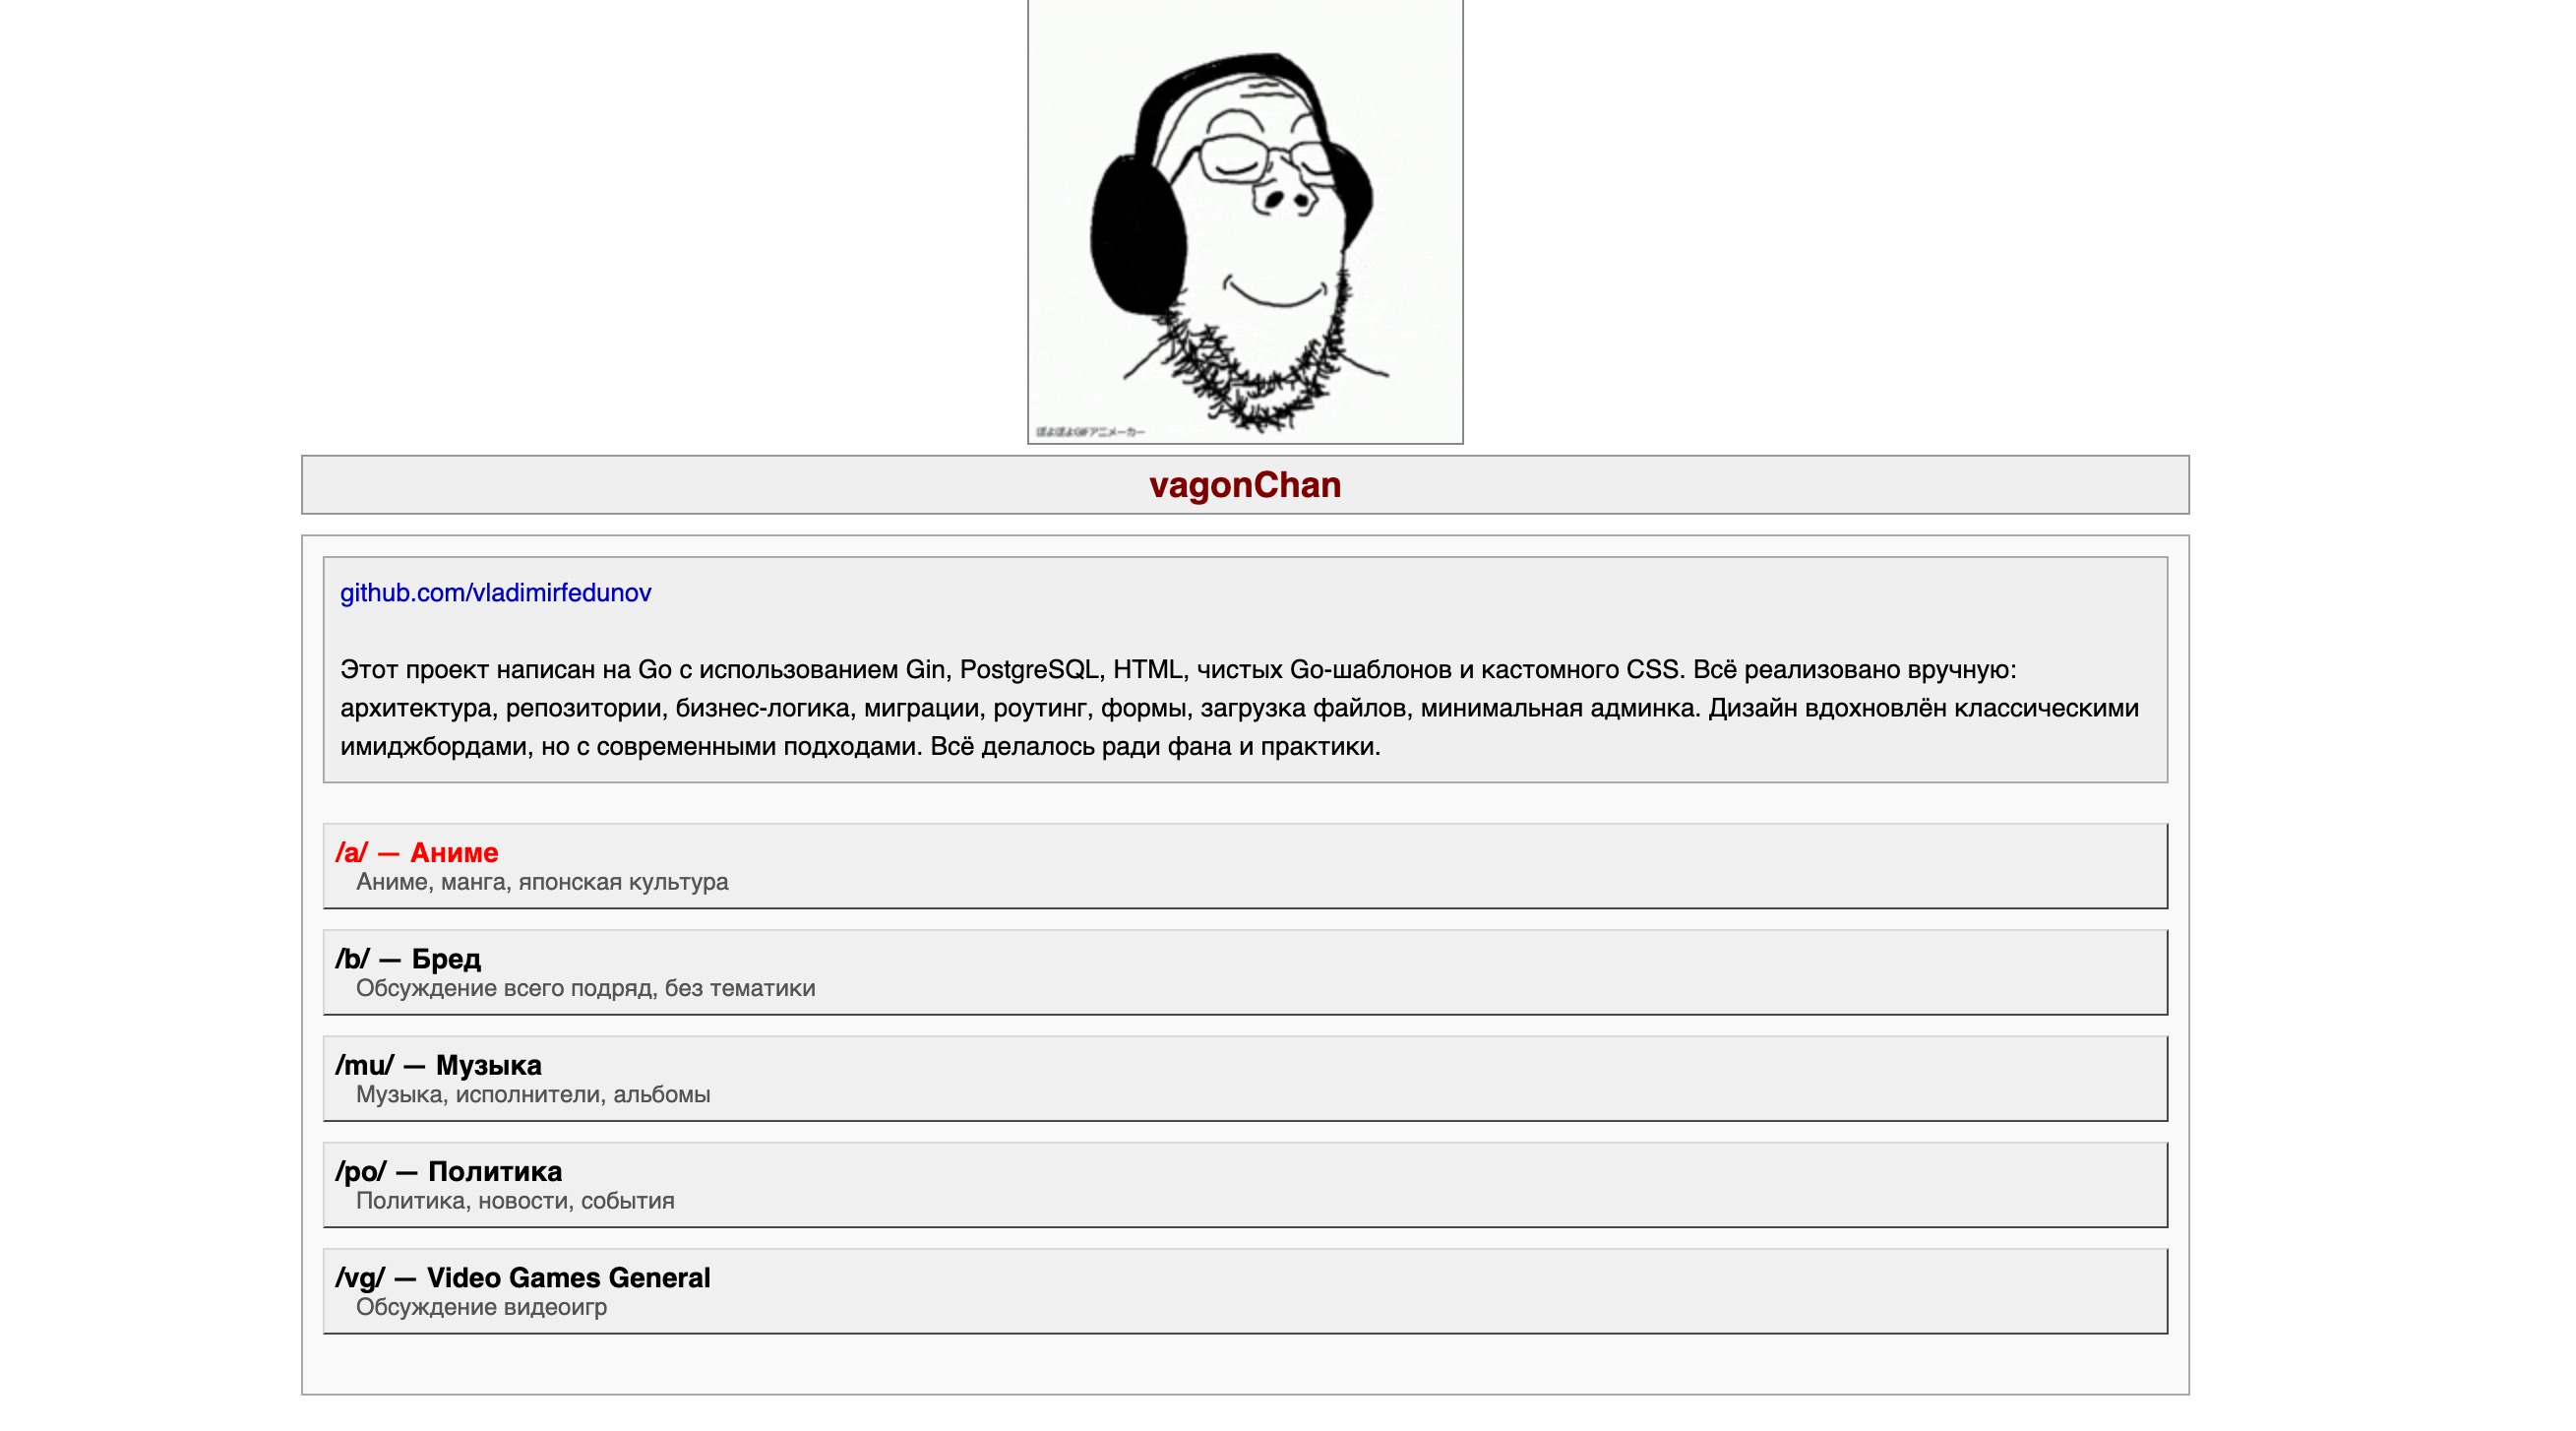 ぽよぽよGIFアニメーカー
vagonChan
github.com/vladimirfedunov
Этот проект написан на Go с использованием Gin, PostgreSQL, HTML, чистых Go-шаблонов и кастомного CSS. Всё реализовано вручную:
архитектура, репозитории, бизнес-логика, миграции, роутинг, формы, загрузка файлов, минимальная админка. Дизайн вдохновлён классическими
имиджбордами, но с современными подходами. Всё делалось ради фана и практики.
/a/ — Аниме
Аниме, манга, японская культура
/b/ — Бред
Обсуждение всего подряд, без тематики
/mu/ — Музыка
Музыка, исполнители, альбомы
/po/ — Политика
Политика, новости, события
/vg/ — Video Games General
Обсуждение видеоигр